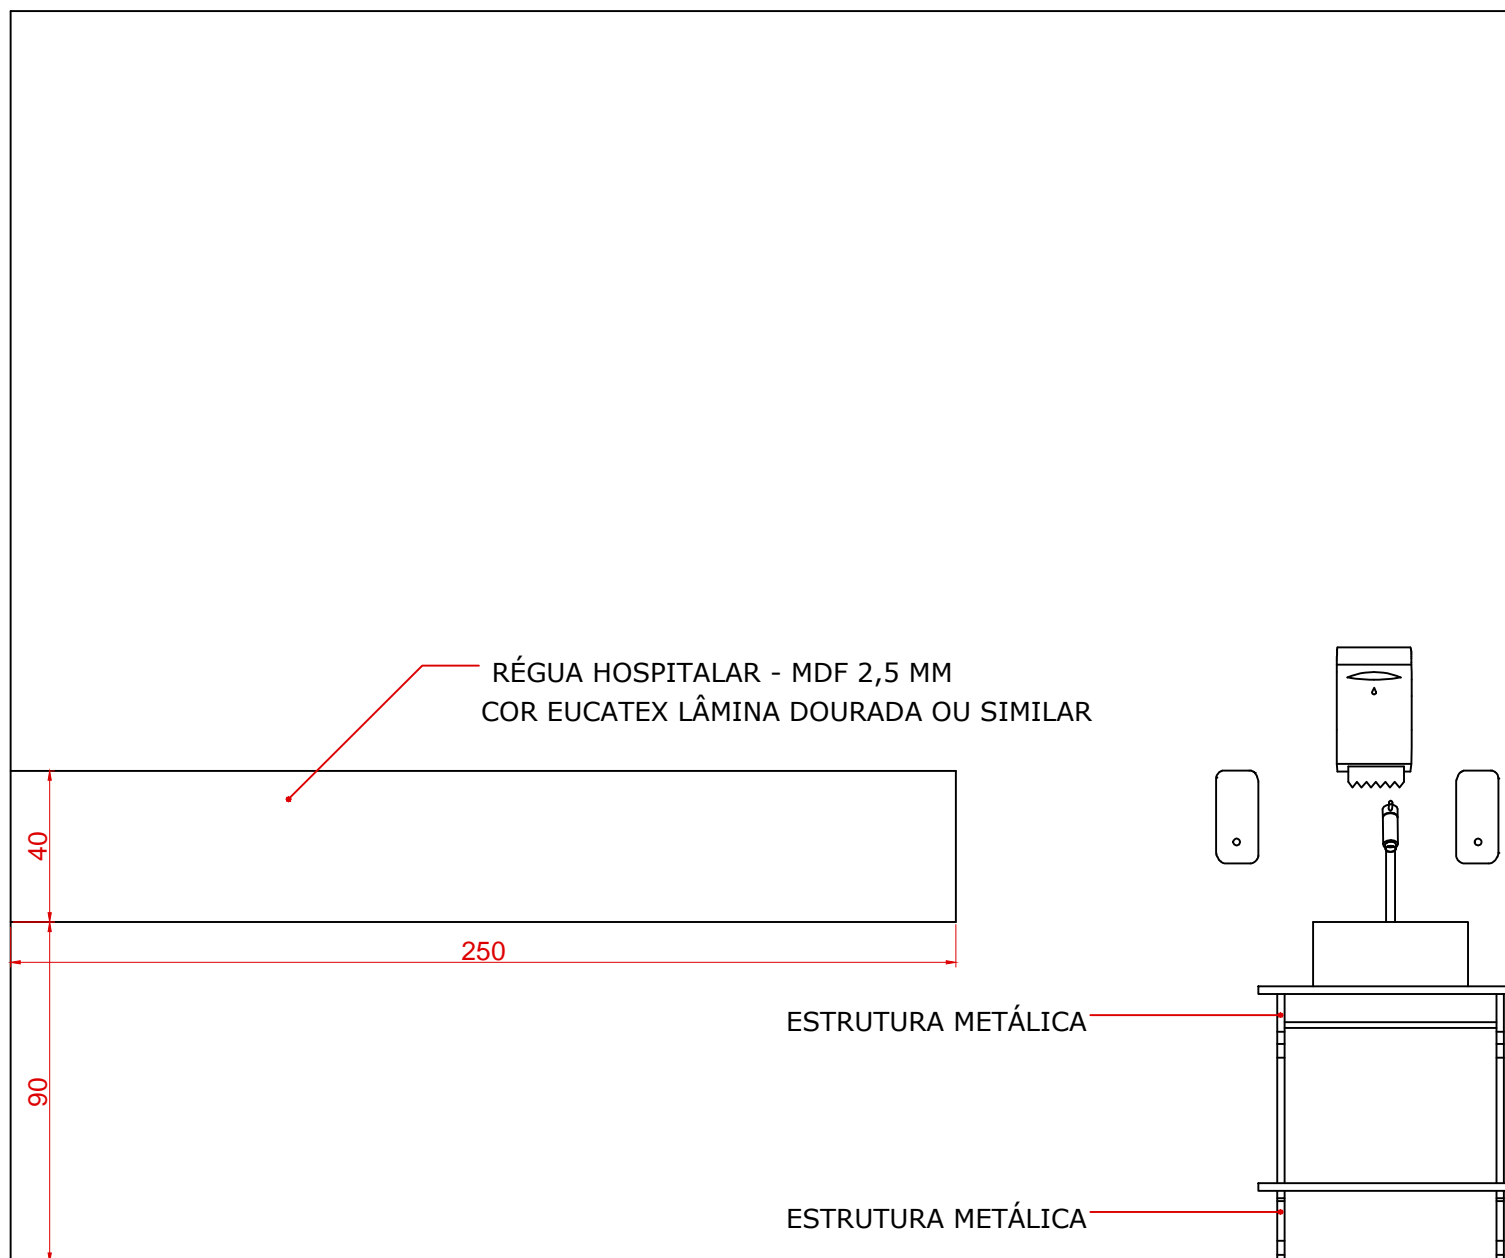 RÉGUA HOSPITALAR - MDF 2,5 MM
COR EUCATEX LÂMINA DOURADA OU SIMILAR
40
250
ESTRUTURA METÁLICA
90
ESTRUTURA METÁLICA